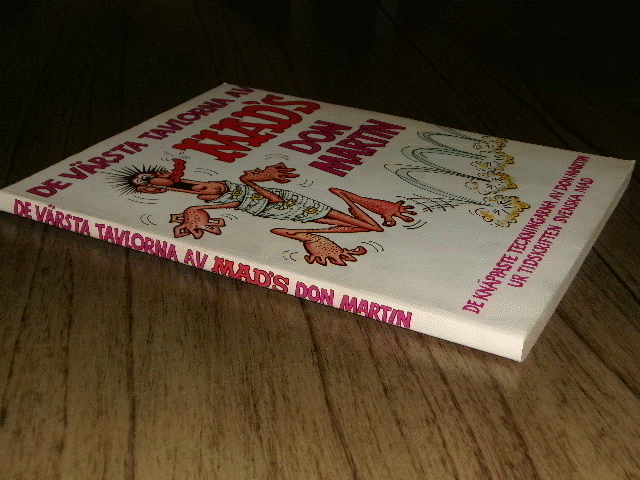 DE VÄRSTA TAVLORNA AV
MAD'S
DON
MARTIN
DE KNÄPPASTE TECKNINGARNA AV DON MARTIN
UR TIDSKRIFTEN SVENSKA MAD
DE VÄRSTA TAVLORNA AV MAD'S DON MARTIN